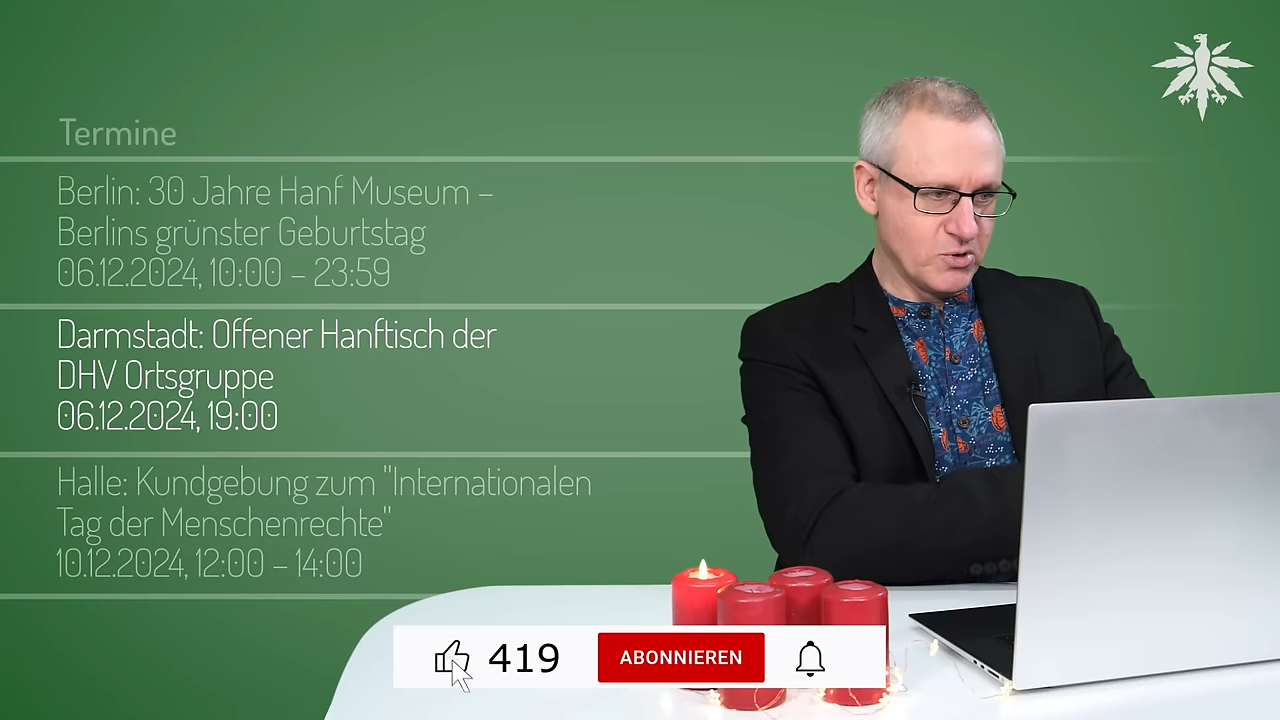 Termine
Berlin: 30 Jahre Hanf Museum –
Berlins grünster Geburtstag
06.12.2024, 10:00 – 23:59
Darmstadt: Offener Hanftisch der
DHV Ortsgruppe
06.12.2024, 19:00
Halle: Kundgebung zum "Internationalen
Tag der Menschenrechte"
10.12.2024, 12:00 – 14:00
419
ABONNIEREN